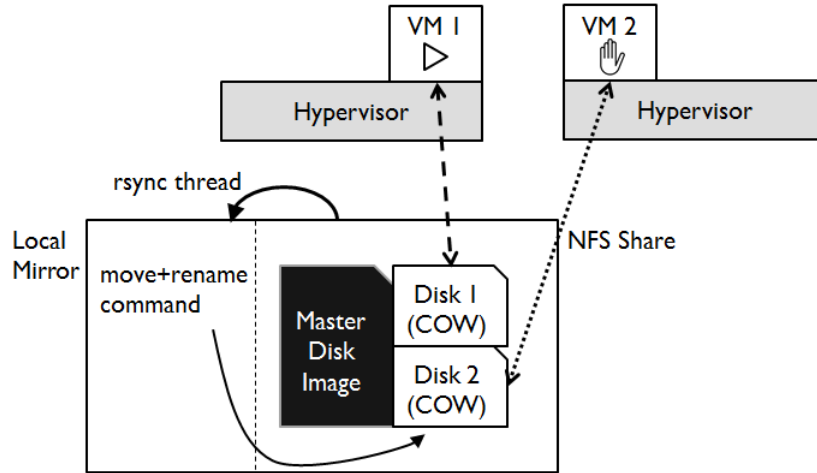 VM 1
VM 2
Hypervisor
Hypervisor
rsync thread
Local
Mirror
NFS Share
move+rename
command
Master
Disk
Image
Disk 1
(COW)
Disk 2
(COW)